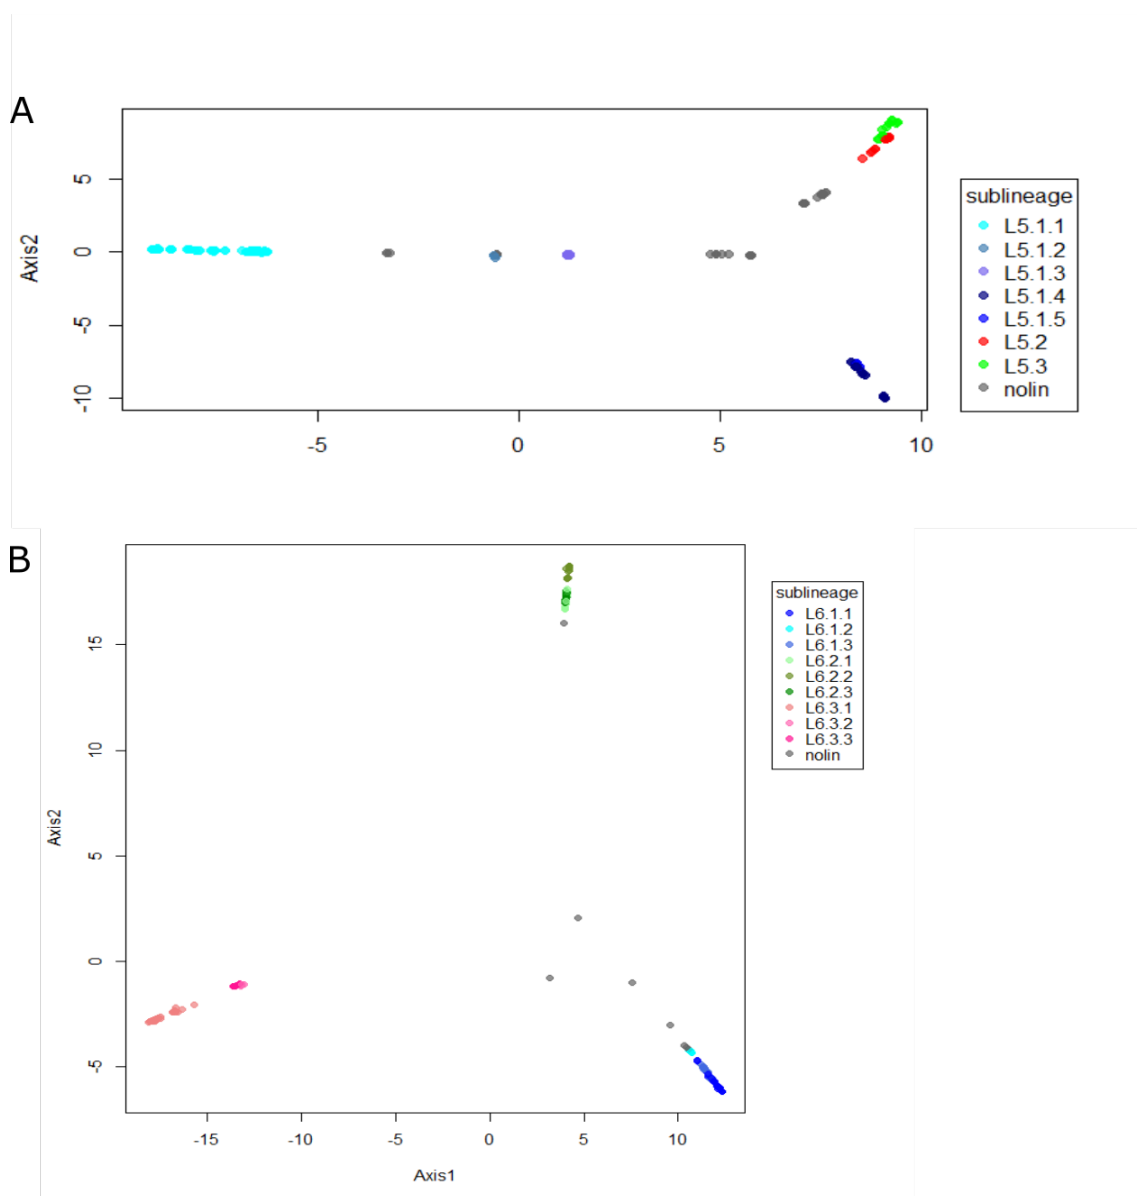 A
Axis2
5
0
-5
-10
-5
0
5
10
sublineage
L5.1.1
L5.1.2
L5.1.3
L5.1.4
L5.1.5
L5.2
L5.3
nolin
B
Axis2
15
10
5
0
-5
-15
-10
-5
0
5
10
Axis1
sublineage
L6.1.1
L6.1.2
L6.1.3
L6.2.1
L6.2.2
L6.2.3
L6.3.1
L6.3.2
L6.3.3
nolin